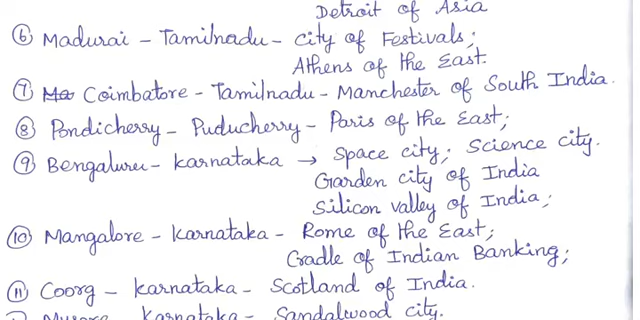 Detroit of Asia
⑥ Madurai - Tamilnadu - City of Festivals;
Athens of the East.
⑦ Coimbatore - Tamilnadu - Manchester of South India.
⑧ Pondicherry - Puducherry - Paris of the East;
⑨ Bengaluru - Karnataka → Space city; Science city.
Garden city of India
Silicon valley of India;
⑩ Mangalore - Karnataka - Rome of the East;
Cradle of Indian Banking;
⑪ Coorg - Karnataka - Scotland of India.
Karnataka - Sandalwood city.